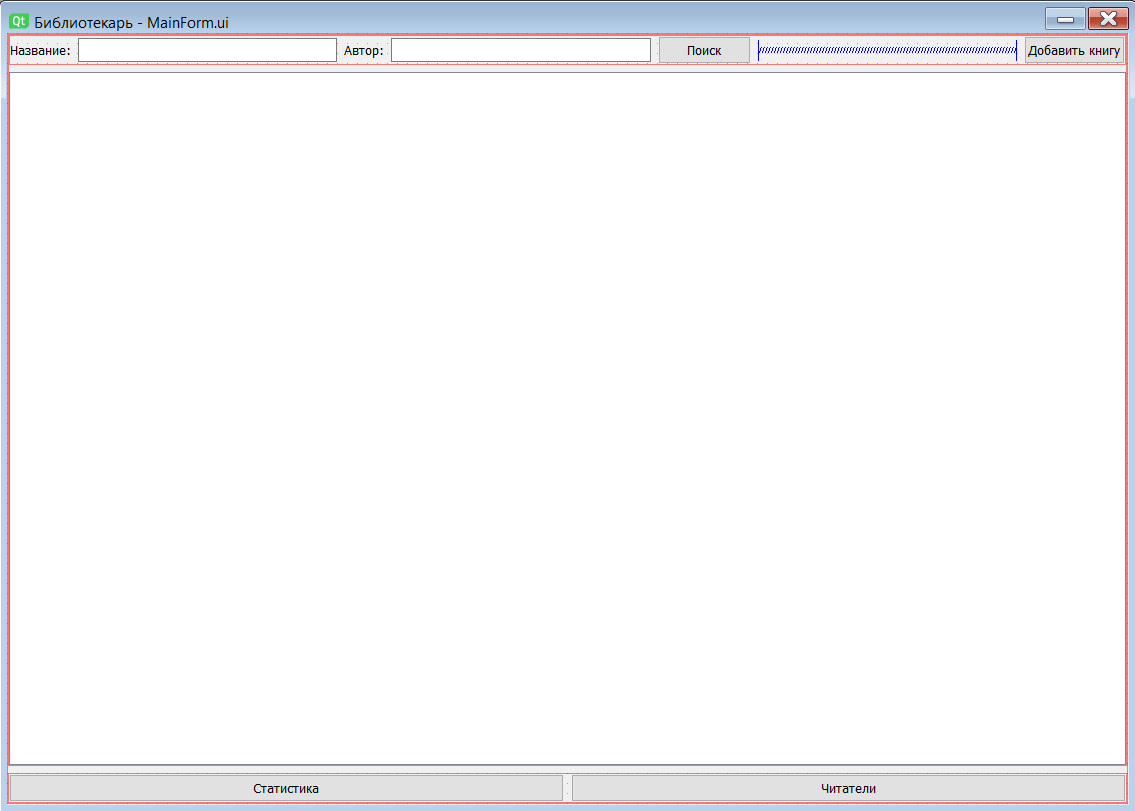 Qt Библиотекарь - MainForm.ui
Название: Автор: Поиск Добавить книгу
Статистика Читатели